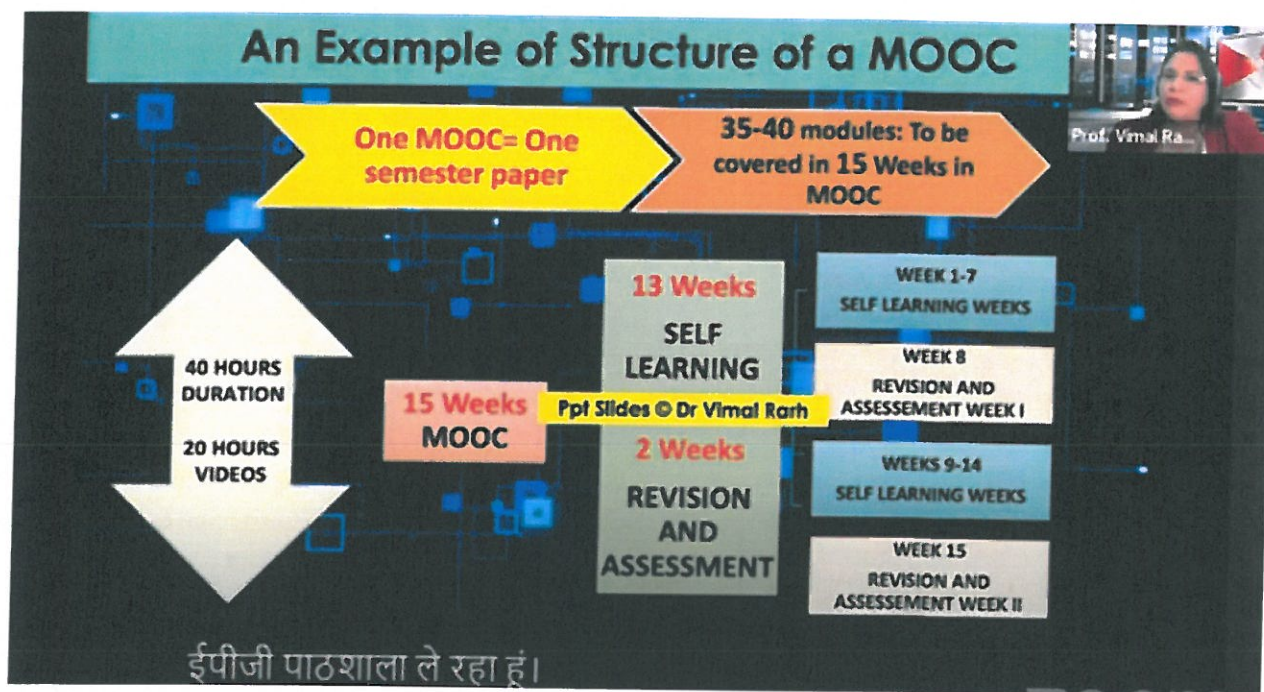 An Example of Structure of a MOOC
One MOOC= One
semester paper
35-40 modules: To be
covered in 15 Weeks in
MOOC
Prof. Vimal Ra...
40 HOURS
DURATION
20 HOURS
VIDEOS
15 Weeks
MOOC
13 Weeks
SELF
LEARNING
Ppt Slides © Dr Vimal Rarh
2 Weeks
REVISION
AND
ASSESSMENT
WEEK 1-7
SELF LEARNING WEEKS
WEEK 8
REVISION AND
ASSESSEMENT WEEK I
WEEKS 9-14
SELF LEARNING WEEKS
WEEK 15
REVISION AND
ASSESSEMENT WEEK II
ईपीजी पाठशाला ले रहा हूं।